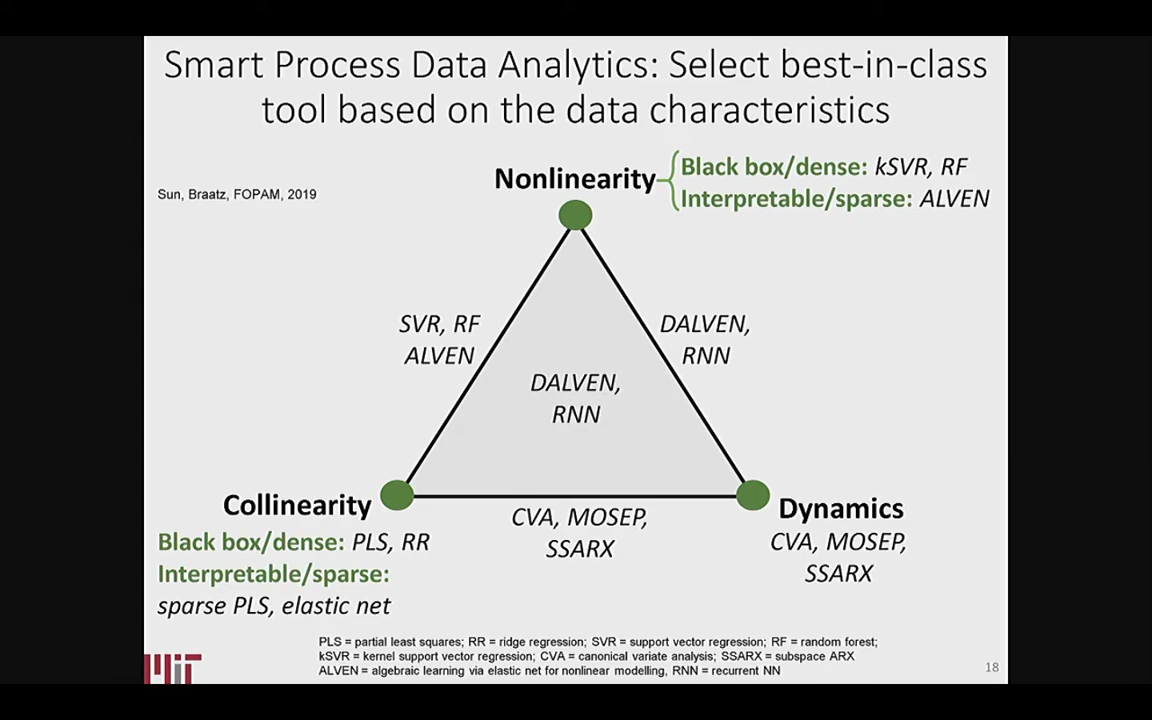 Smart Process Data Analytics: Select best-in-class
tool based on the data characteristics
Sun, Braatz, FOPAM, 2019
Nonlinearity
Black box/dense: kSVR, RF
Interpretable/sparse: ALVEN
SVR, RF
ALVEN
DALVEN,
RNN
DALVEN,
RNN
Collinearity
Black box/dense: PLS, RR
Interpretable/sparse:
sparse PLS, elastic net
CVA, MOSEP,
SSARX
Dynamics
CVA, MOSEP,
SSARX
PLS = partial least squares; RR = ridge regression; SVR = support vector regression; RF = random forest;
kSVR = kernel support vector regression; CVA = canonical variate analysis; SSARX = subspace ARX
ALVEN = algebraic learning via elastic net for nonlinear modelling, RNN = recurrent NN
MIT
18